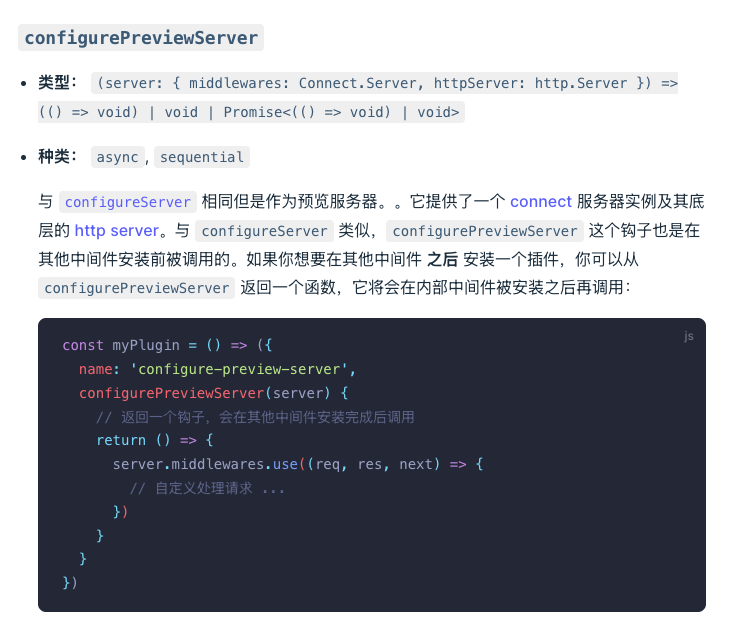 configurePreviewServer
类型： (server: { middlewares: Connect.Server, httpServer: http.Server }) =>
(() => void) | void | Promise<(() => void) | void>
种类： async, sequential
与 configureServer 相同但是作为预览服务器。。它提供了一个 connect 服务器实例及其底
层的 http server。与 configureServer 类似，configurePreviewServer 这个钩子也是在
其他中间件安装前被调用的。如果你想要在其他中间件 之后 安装一个插件，你可以从
configurePreviewServer 返回一个函数，它将会在内部中间件被安装之后再调用：
js
const myPlugin = () => ({
  name: 'configure-preview-server',
  configurePreviewServer(server) {
    // 返回一个钩子，会在其他中间件安装完成后调用
    return () => {
      server.middlewares.use((req, res, next) => {
        // 自定义处理请求 ...
      })
    }
  }
})